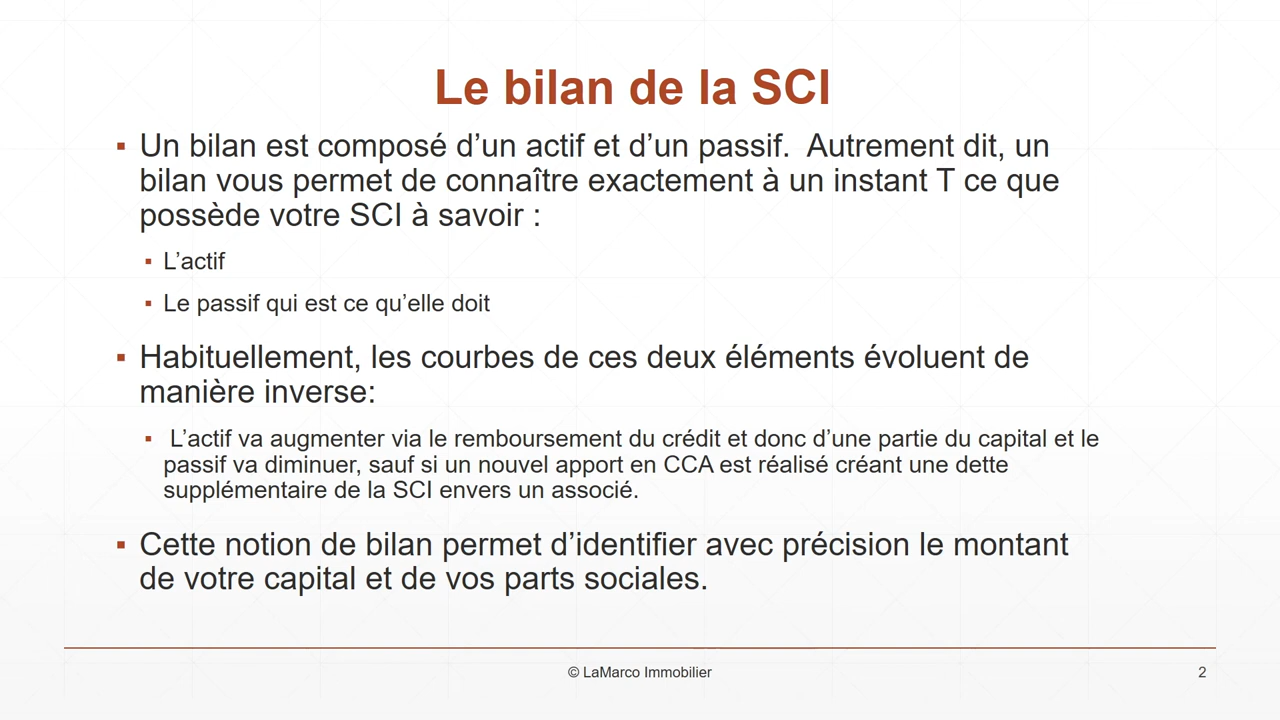 Le bilan de la SCI
▪ Un bilan est composé d’un actif et d’un passif.  Autrement dit, un
bilan vous permet de connaître exactement à un instant T ce que
possède votre SCI à savoir :
▪ L’actif
▪ Le passif qui est ce qu’elle doit
▪ Habituellement, les courbes de ces deux éléments évoluent de
manière inverse:
▪ L’actif va augmenter via le remboursement du crédit et donc d’une partie du capital et le
passif va diminuer, sauf si un nouvel apport en CCA est réalisé créant une dette
supplémentaire de la SCI envers un associé.
▪ Cette notion de bilan permet d’identifier avec précision le montant
de votre capital et de vos parts sociales.
© LaMarco Immobilier
2